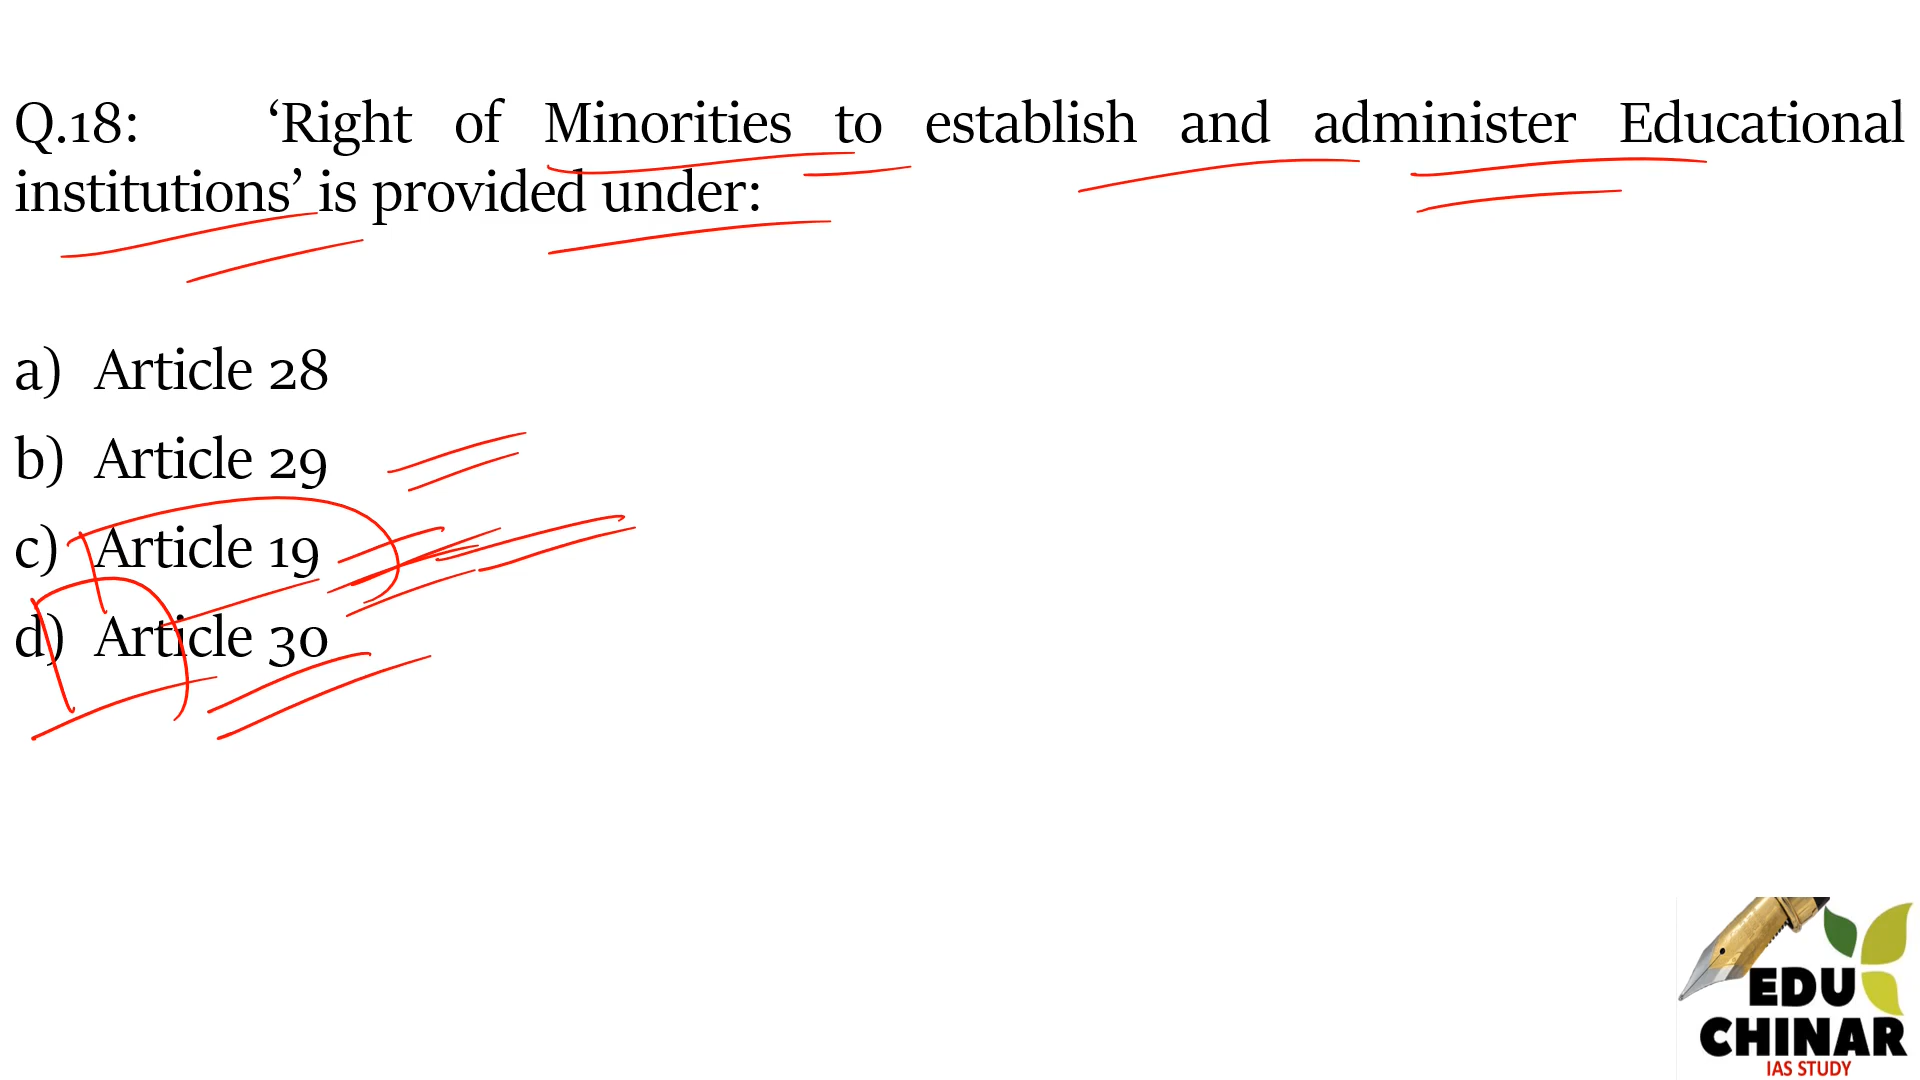 Q.18: ‘Right of Minorities to establish and administer Educational
institutions’ is provided under:
a) Article 28
b) Article 29
c) Article 19
d) Article 30
EDU
CHINAR
IAS STUDY